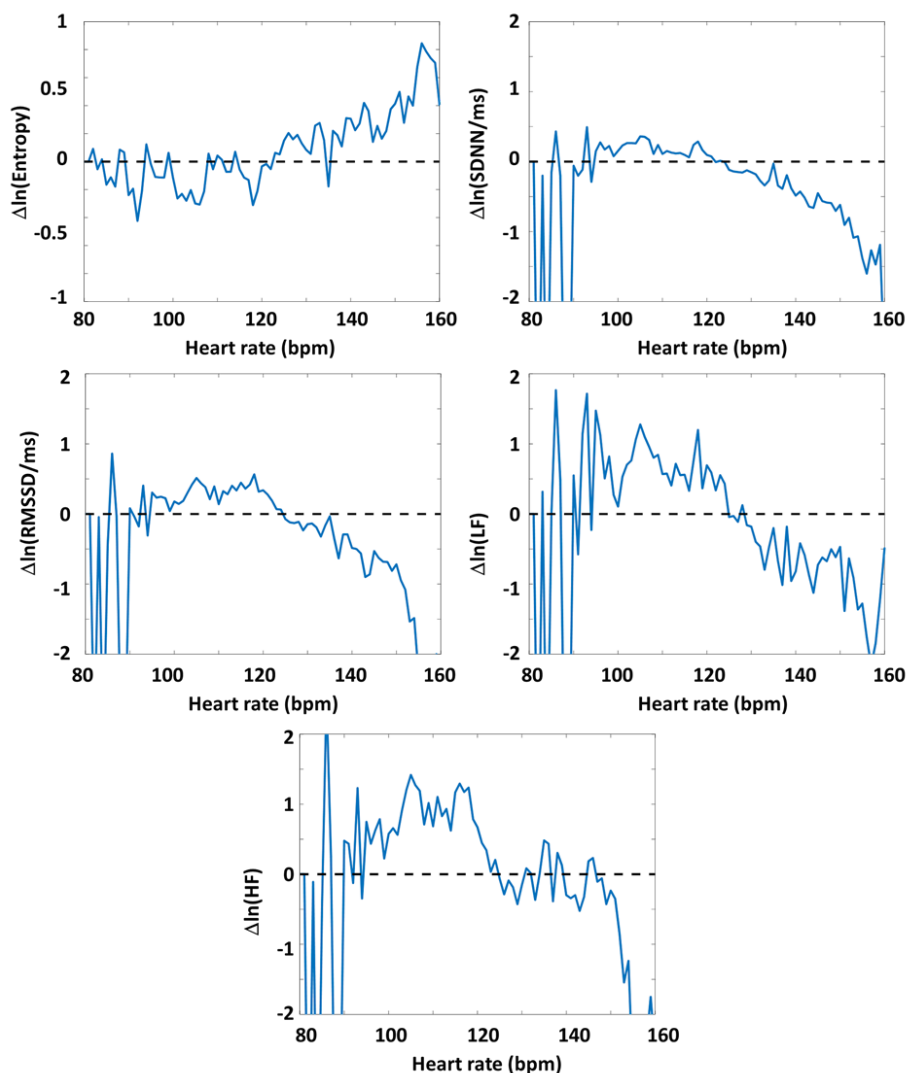 1
0.5
0
-0.5
-1
Δln(Entropy)
80 100 120 140 160
Heart rate (bpm)
2
1
0
-1
-2
Δln(SDNN/ms)
80 100 120 140 160
Heart rate (bpm)
2
1
0
-1
-2
Δln(RMSSD/ms)
80 100 120 140 160
Heart rate (bpm)
2
1
0
-1
-2
Δln(LF)
80 100 120 140 160
Heart rate (bpm)
2
1
0
-1
-2
Δln(HF)
80 100 120 140 160
Heart rate (bpm)